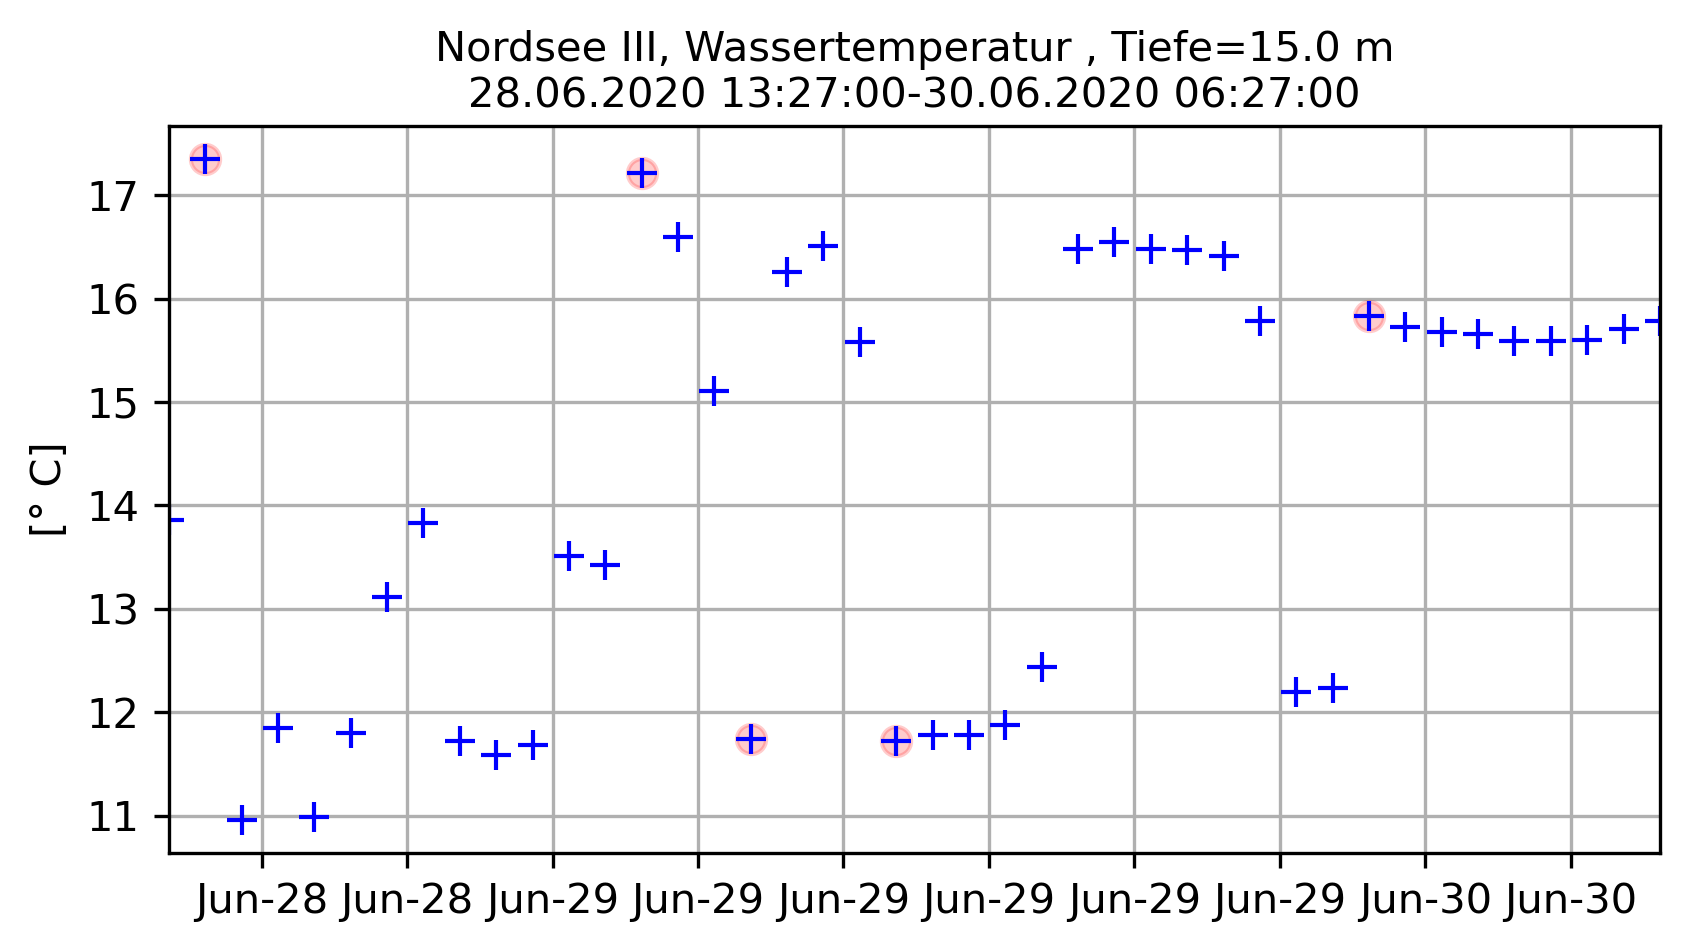 Nordsee III, Wassertemperatur , Tiefe=15.0 m
28.06.2020 13:27:00-30.06.2020 06:27:00
[° C]
17
16
15
14
13
12
11
Jun-28 Jun-28 Jun-29 Jun-29 Jun-29 Jun-29 Jun-29 Jun-29 Jun-30 Jun-30